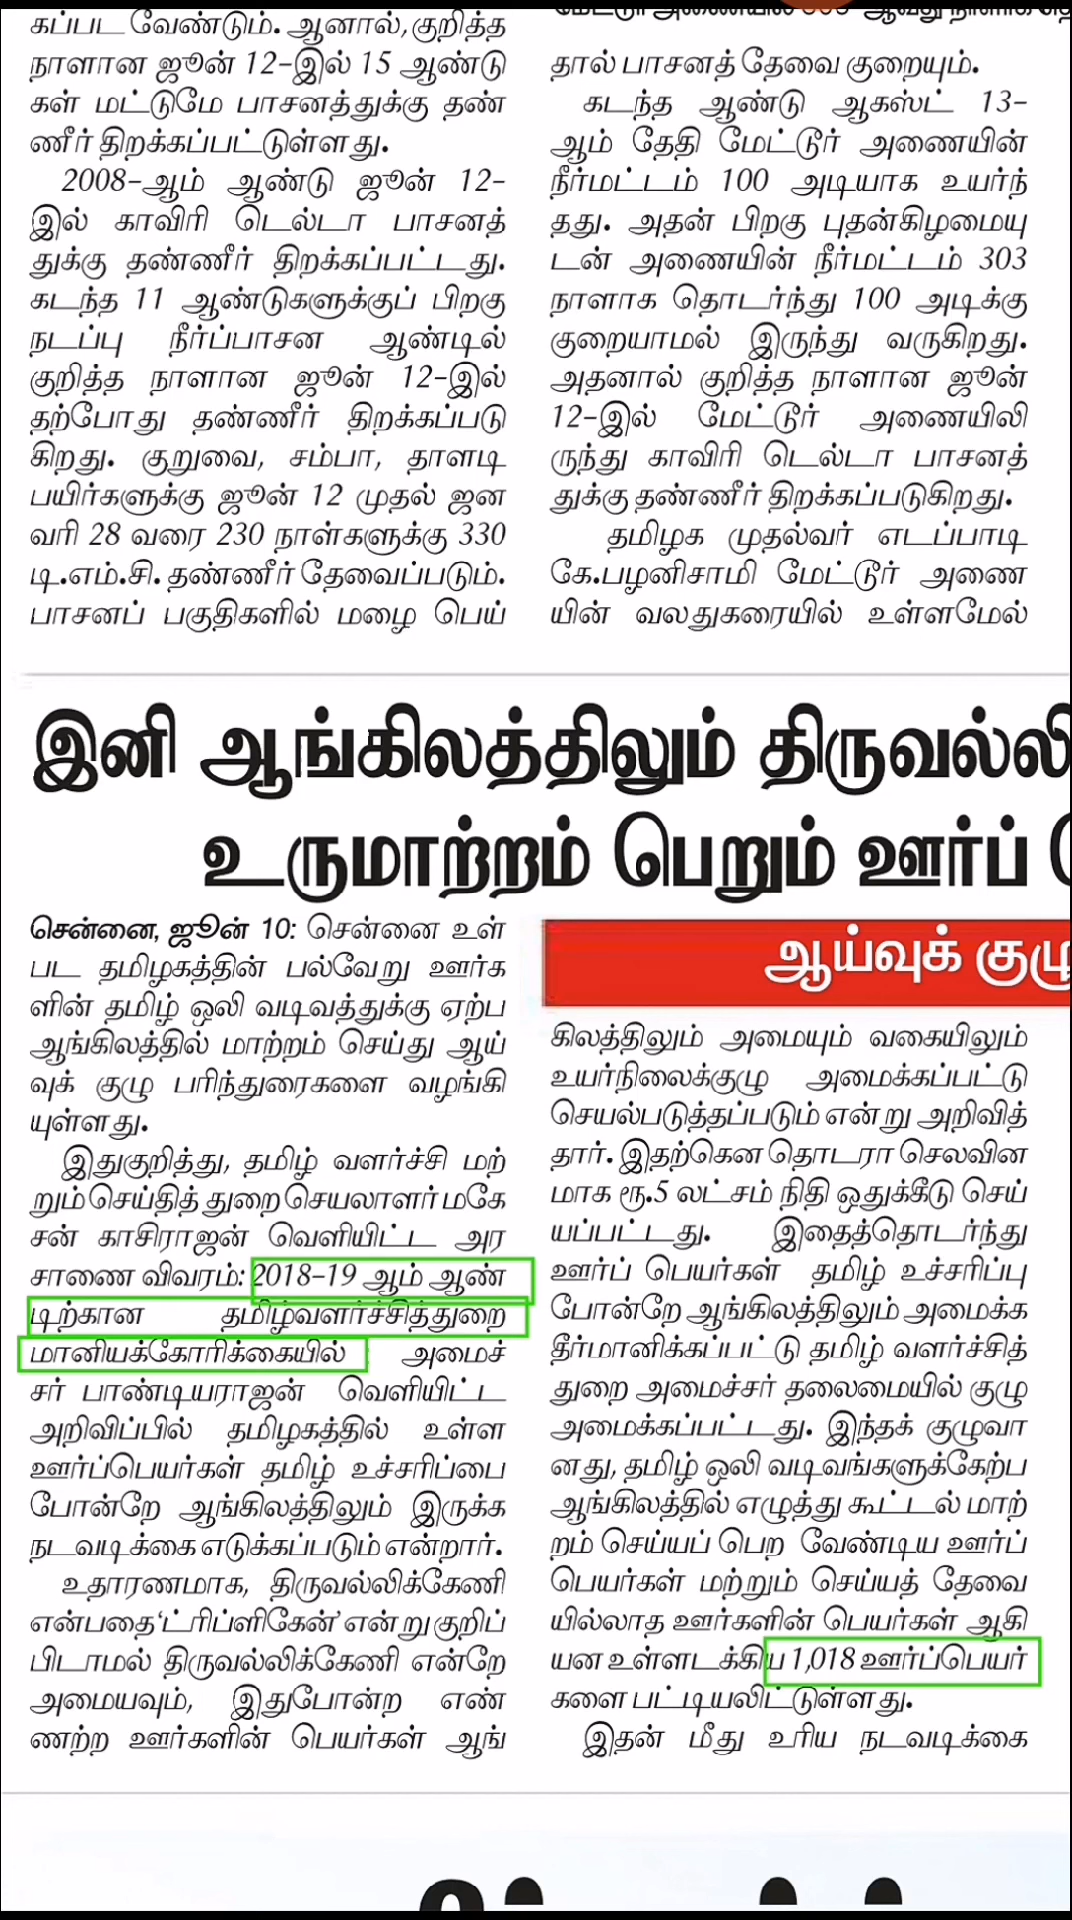 கப்பட வேண்டும். ஆனால், குறித்த
நாளான ஜூன் 12-இல் 15 ஆண்டு
கள் மட்டுமே பாசனத்துக்கு தண்
ணீர் திறக்கப்பட்டுள்ளது.
2008-ஆம் ஆண்டு ஜூன் 12-
இல் காவிரி டெல்டா பாசனத்
துக்கு தண்ணீர் திறக்கப்பட்டது.
கடந்த 11 ஆண்டுகளுக்குப் பிறகு
நடப்பு நீர்ப்பாசன ஆண்டில்
குறித்த நாளான ஜூன் 12-இல்
தற்போது தண்ணீர் திறக்கப்படு
கிறது. குறுவை, சம்பா, தாளடி
பயிர்களுக்கு ஜூன் 12 முதல் ஜன
வரி 28 வரை 230 நாள்களுக்கு 330
டி.எம்.சி. தண்ணீர் தேவைப்படும்.
பாசனப் பகுதிகளில் மழை பெய்
தால் பாசனத் தேவை குறையும்.
கடந்த ஆண்டு ஆகஸ்ட் 13-
ஆம் தேதி மேட்டூர் அணையின்
நீர்மட்டம் 100 அடியாக உயர்ந்
தது. அதன் பிறகு புதன்கிழமையு
டன் அணையின் நீர்மட்டம் 303
நாளாக தொடர்ந்து 100 அடிக்கு
குறையாமல் இருந்து வருகிறது.
அதனால் குறித்த நாளான ஜூன்
12-இல் மேட்டூர் அணையிலி
ருந்து காவிரி டெல்டா பாசனத்
துக்கு தண்ணீர் திறக்கப்படுகிறது.
தமிழக முதல்வர் எடப்பாடி
கே.பழனிசாமி மேட்டூர் அணை
யின் வலதுகரையில் உள்ளமேல்
இனி ஆங்கிலத்திலும் திருவல்லி
உருமாற்றம் பெறும் ஊர்ப்
சென்னை, ஜூன் 10: சென்னை உள்
பட தமிழகத்தின் பல்வேறு ஊர்க
ளின் தமிழ் ஒலி வடிவத்துக்கு ஏற்ப
ஆங்கிலத்தில் மாற்றம் செய்து ஆய்
வுக் குழு பரிந்துரைகளை வழங்கி
யுள்ளது.
இதுகுறித்து, தமிழ் வளர்ச்சி மற்
றும் செய்தித் துறை செயலாளர் மகே
சன் காசிராஜன் வெளியிட்ட அர
சாணை விவரம்: 2018-19 ஆம் ஆண்
டிற்கான தமிழ்வளர்ச்சித்துறை
மானியக்கோரிக்கையில் அமைச்
சர் பாண்டியராஜன் வெளியிட்ட
அறிவிப்பில் தமிழகத்தில் உள்ள
ஊர்ப்பெயர்கள் தமிழ் உச்சரிப்பை
போன்றே ஆங்கிலத்திலும் இருக்க
நடவடிக்கை எடுக்கப்படும் என்றார்.
உதாரணமாக, திருவல்லிக்கேணி
என்பதை 'ட்ரிப்ளிகேன்' என்று குறிப்
பிடாமல் திருவல்லிக்கேணி என்றே
அமையவும், இதுபோன்ற எண்
ணற்ற ஊர்களின் பெயர்கள் ஆங்
ஆய்வுக் குழு
கிலத்திலும் அமையும் வகையிலும்
உயர்நிலைக்குழு அமைக்கப்பட்டு
செயல்படுத்தப்படும் என்று அறிவித்
தார். இதற்கென தொடரா செலவின
மாக ரூ.5 லட்சம் நிதி ஒதுக்கீடு செய்
யப்பட்டது. இதைத்தொடர்ந்து
ஊர்ப் பெயர்கள் தமிழ் உச்சரிப்பு
போன்றே ஆங்கிலத்திலும் அமைக்க
தீர்மானிக்கப்பட்டு தமிழ் வளர்ச்சித்
துறை அமைச்சர் தலைமையில் குழு
அமைக்கப்பட்டது. இந்தக் குழுவா
னது, தமிழ் ஒலி வடிவங்களுக்கேற்ப
ஆங்கிலத்தில் எழுத்து கூட்டல் மாற்
றம் செய்யப் பெற வேண்டிய ஊர்ப்
பெயர்கள் மற்றும் செய்யத் தேவை
யில்லாத ஊர்களின் பெயர்கள் ஆகி
யன உள்ளடக்கிய 1,018 ஊர்ப்பெயர்
களை பட்டியலிட்டுள்ளது.
இதன் மீது உரிய நடவடிக்கை